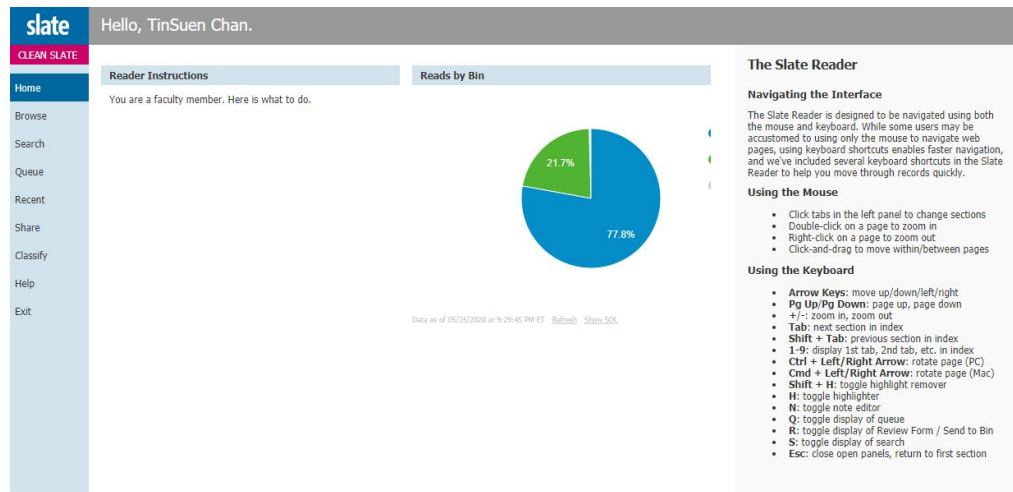 slate
Hello, TinSuen Chan.
CLEAN SLATE
Home
Browse
Search
Queue
Recent
Share
Classify
Help
Exit
Reader Instructions
You are a faculty member. Here is what to do.
Reads by Bin
21.7%
77.8%
Data as of 05/25/2020 at 9:29:45 PM ET Refresh Show SQL
The Slate Reader
Navigating the Interface
The Slate Reader is designed to be navigated using both
the mouse and keyboard. While some users may be
accustomed to using only the mouse to navigate web
pages, using keyboard shortcuts enables faster navigation,
and we've included several keyboard shortcuts in the Slate
Reader to help you move through records quickly.
Using the Mouse
• Click tabs in the left panel to change sections
• Double-click on a page to zoom in
• Right-click on a page to zoom out
• Click-and-drag to move within/between pages
Using the Keyboard
• Arrow Keys: move up/down/left/right
• Pg Up/Pg Down: page up, page down
• +/-: zoom in, zoom out
• Tab: next section in index
• Shift + Tab: previous section in index
• 1-9: display 1st tab, 2nd tab, etc. in index
• Ctrl + Left/Right Arrow: rotate page (PC)
• Cmd + Left/Right Arrow: rotate page (Mac)
• Shift + H: toggle highlight remover
• H: toggle highlighter
• N: toggle note editor
• Q: toggle display of queue
• R: toggle display of Review Form / Send to Bin
• S: toggle display of search
• Esc: close open panels, return to first section